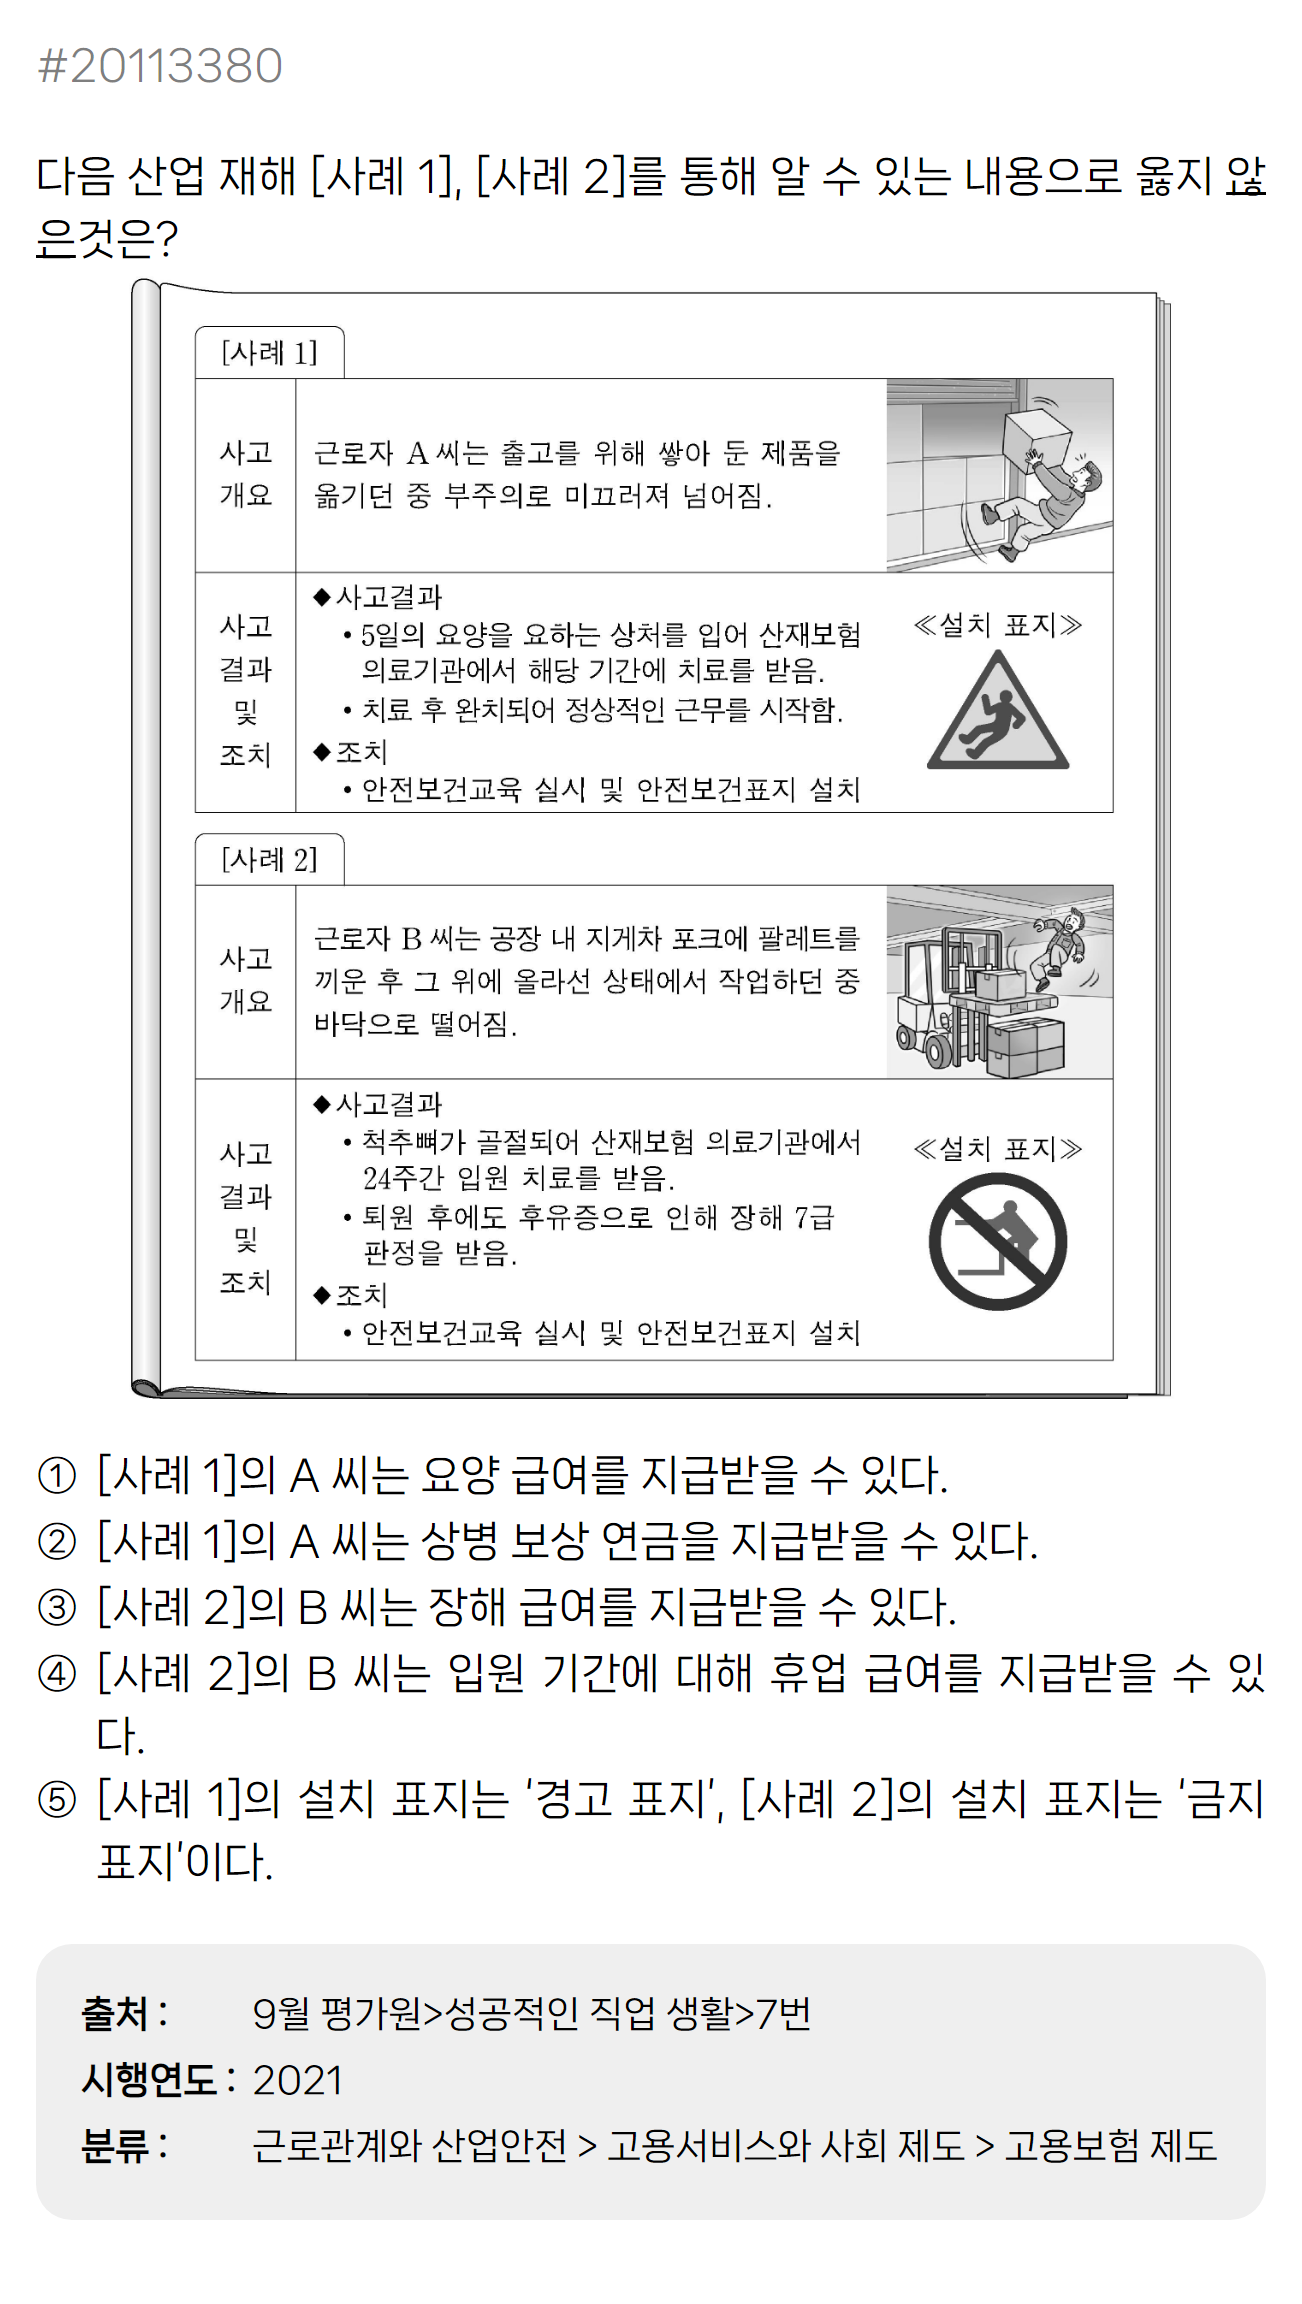 #20113380
다음 산업 재해 [사례 1], [사례 2]를 통해 알 수 있는 내용으로 옳지 않
은것은?
[사례 1]
사고
개요
근로자 A 씨는 출고를 위해 쌓아 둔 제품을
옮기던 중 부주의로 미끄러져 넘어짐.
사고
결과
및
조치
◆사고결과
• 5일의 요양을 요하는 상처를 입어 산재보험
의료기관에서 해당 기간에 치료를 받음.
• 치료 후 완치되어 정상적인 근무를 시작함.
◆조치
• 안전보건교육 실시 및 안전보건표지 설치
≪설치 표지≫
[사례 2]
사고
개요
근로자 B 씨는 공장 내 지게차 포크에 팔레트를
끼운 후 그 위에 올라선 상태에서 작업하던 중
바닥으로 떨어짐.
사고
결과
및
조치
◆사고결과
• 척추뼈가 골절되어 산재보험 의료기관에서
24주간 입원 치료를 받음.
• 퇴원 후에도 후유증으로 인해 장해 7급
판정을 받음.
◆조치
• 안전보건교육 실시 및 안전보건표지 설치
≪설치 표지≫
① [사례 1]의 A 씨는 요양 급여를 지급받을 수 있다.
② [사례 1]의 A 씨는 상병 보상 연금을 지급받을 수 있다.
③ [사례 2]의 B 씨는 장해 급여를 지급받을 수 있다.
④ [사례 2]의 B 씨는 입원 기간에 대해 휴업 급여를 지급받을 수 있
다.
⑤ [사례 1]의 설치 표지는 '경고 표지', [사례 2]의 설치 표지는 '금지
표지'이다.
출처 : 9월 평가원>성공적인 직업 생활>7번
시행연도 : 2021
분류 : 근로관계와 산업안전 > 고용서비스와 사회 제도 > 고용보험 제도